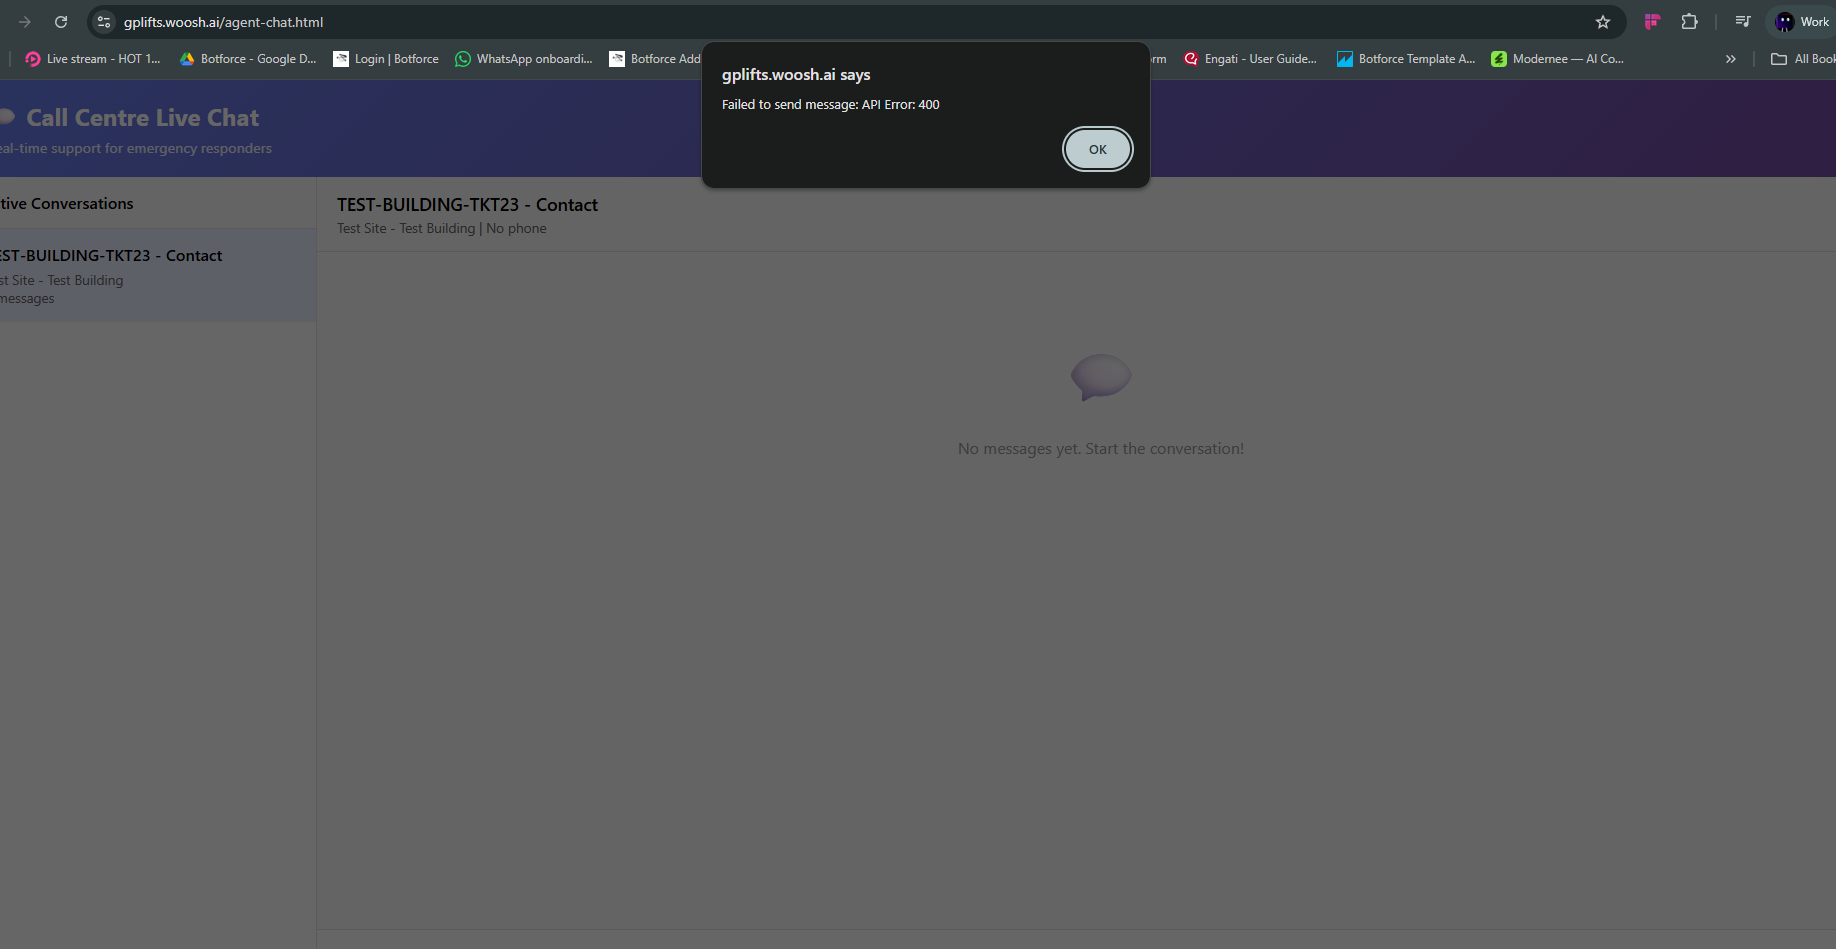 gplifts.woosh.ai/agent-chat.html
Work
Live stream - HOT 1...
Botforce - Google D...
Login | Botforce
WhatsApp onboardi...
Botforce Add
Engati - User Guide...
Botforce Template A...
Modernee — AI Co...
All Book
gplifts.woosh.ai says
Failed to send message: API Error: 400
OK
Call Centre Live Chat
eal-time support for emergency responders
tive Conversations
EST-BUILDING-TKT23 - Contact
st Site - Test Building
messages
TEST-BUILDING-TKT23 - Contact
Test Site - Test Building | No phone
No messages yet. Start the conversation!